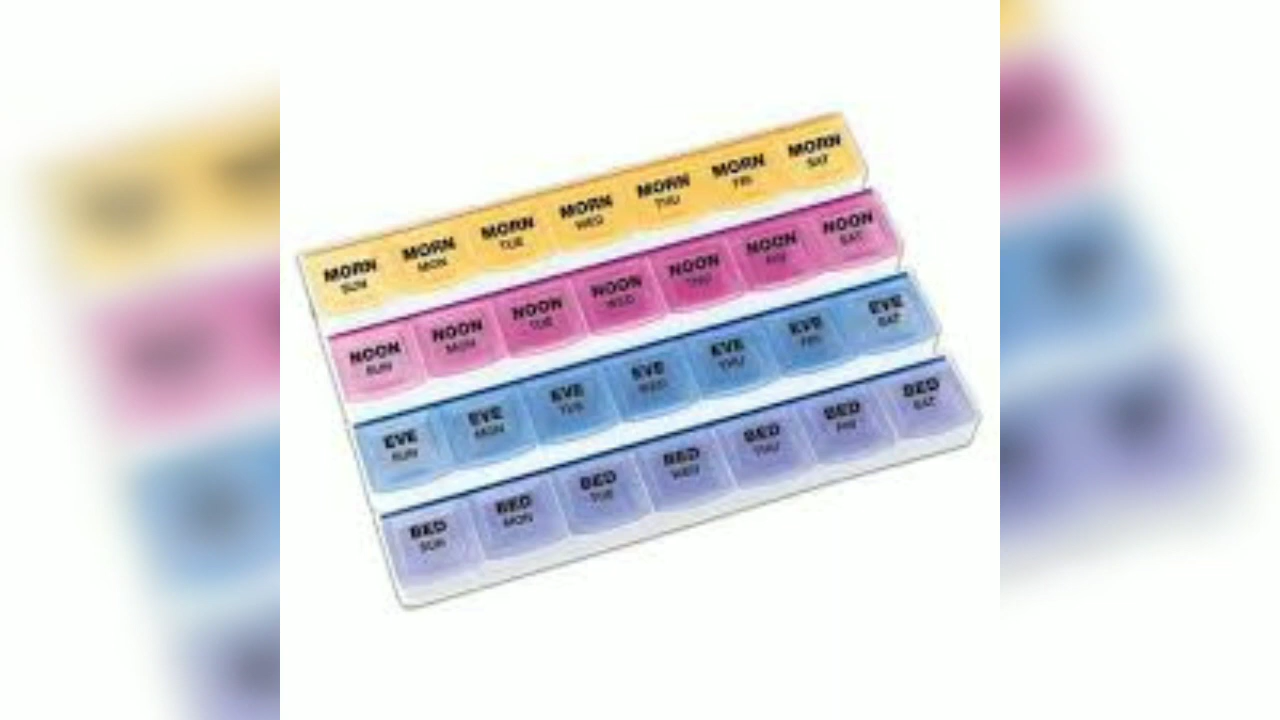 MORN MORN MORN MORN MORN MORN MORN
SUN MON TUE WED THU FRI SAT
NOON NOON NOON NOON NOON NOON NOON
SUN MON TUE WED THU FRI SAT
EVE EVE EVE EVE EVE EVE EVE
SUN MON TUE WED THU FRI SAT
BED BED BED BED BED BED BED
SUN MON TUE WED THU FRI SAT